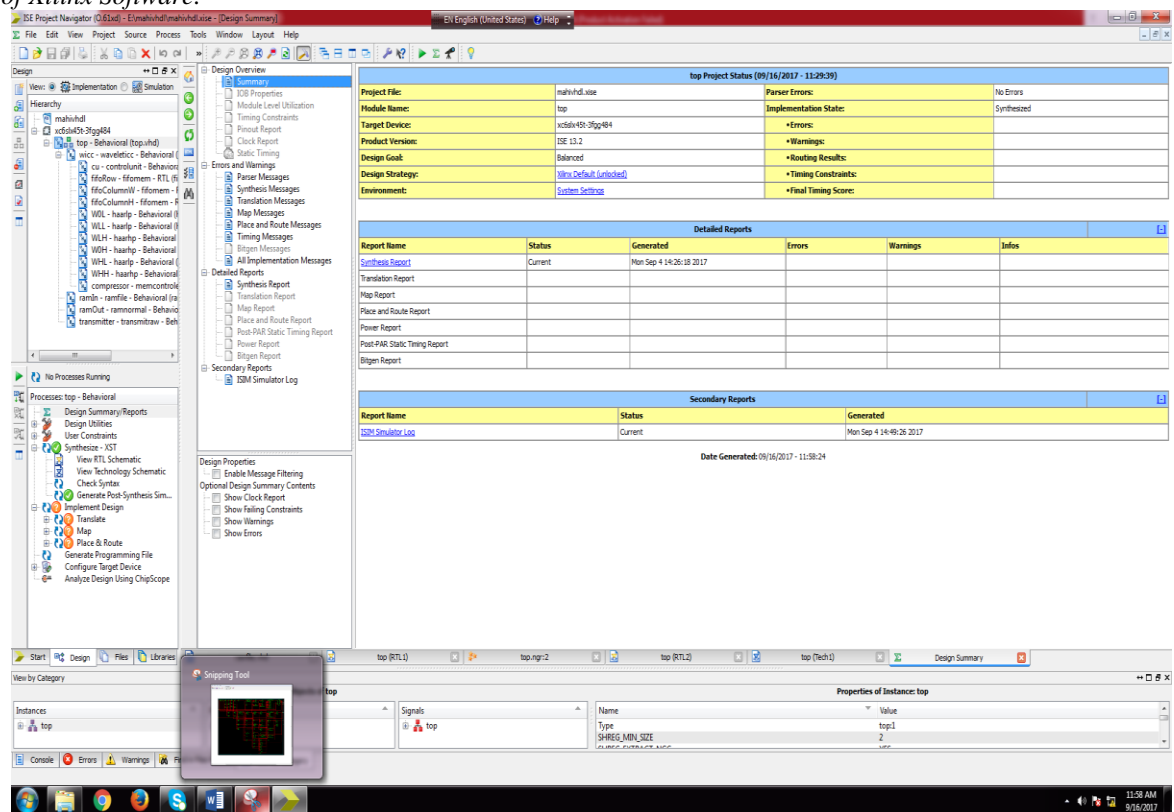 of Xilinx Software.
ISE Project Navigator (O.61xd) - E:\mahivhdl\mahivhdl.xise - [Design Summary]
EN English (United States) Help
File Edit View Project Source Process Tools Window Layout Help
Design
View: Implementation Simulation
Hierarchy
mahivhdl
xc6slx45t-3fgg484
top - Behavioral (top.vhd)
wicc - waveleticc - Behavioral (
cu - controlunit - Behaviora
fifoRow - fifomem - RTL (fi
fifoColumnW - fifomem - F
fifoColumnH - fifomem - F
W0L - haarlp - Behavioral (
WLL - haarlp - Behavioral (
WLH - haarhp - Behavioral
W0H - haarhp - Behavioral
WHL - haarlp - Behavioral (
WHH - haarhp - Behavioral
compressor - memcontrole
ramIn - ramfile - Behavioral (ra
ramOut - ramnormal - Behavio
transmitter - transmitraw - Beh
No Processes Running
Processes: top - Behavioral
Design Summary/Reports
Design Utilities
User Constraints
Synthesize - XST
View RTL Schematic
View Technology Schematic
Check Syntax
Generate Post-Synthesis Sim...
Implement Design
Translate
Map
Place & Route
Generate Programming File
Configure Target Device
Analyze Design Using ChipScope
Start Design Files Libraries
Design Overview
Summary
IOB Properties
Module Level Utilization
Timing Constraints
Pinout Report
Clock Report
Static Timing
Errors and Warnings
Parser Messages
Synthesis Messages
Translation Messages
Map Messages
Place and Route Messages
Timing Messages
Bitgen Messages
All Implementation Messages
Detailed Reports
Synthesis Report
Translation Report
Map Report
Place and Route Report
Post-PAR Static Timing Report
Power Report
Bitgen Report
Secondary Reports
ISIM Simulator Log
Design Properties
Enable Message Filtering
Optional Design Summary Contents
Show Clock Report
Show Failing Constraints
Show Warnings
Show Errors
top Project Status (09/16/2017 - 11:29:39)
Project File: mahivhdl.xise Parser Errors: No Errors
Module Name: top Implementation State: Synthesized
Target Device: xc6slx45t-3fgg484 •Errors:
Product Version: ISE 13.2 •Warnings:
Design Goal: Balanced •Routing Results:
Design Strategy: Xilinx Default (unlocked) •Timing Constraints:
Environment: System Settings •Final Timing Score:
Detailed Reports [-]
Report Name Status Generated Errors Warnings Infos
Synthesis Report Current Mon Sep 4 14:26:18 2017
Translation Report
Map Report
Place and Route Report
Power Report
Post-PAR Static Timing Report
Bitgen Report
Secondary Reports [-]
Report Name Status Generated
ISIM Simulator Log Current Mon Sep 4 14:49:26 2017
Date Generated: 09/16/2017 - 11:58:24
top (RTL1) top.ngr:2 top (RTL2) top (Tech1) Design Summary
View by Category
Snipping Tool
top
Properties of Instance: top
Instances
top
Signals
top
Name Value
Type top:1
SHREG_MIN_SIZE 2
Console Errors Warnings
11:58 AM
9/16/2017